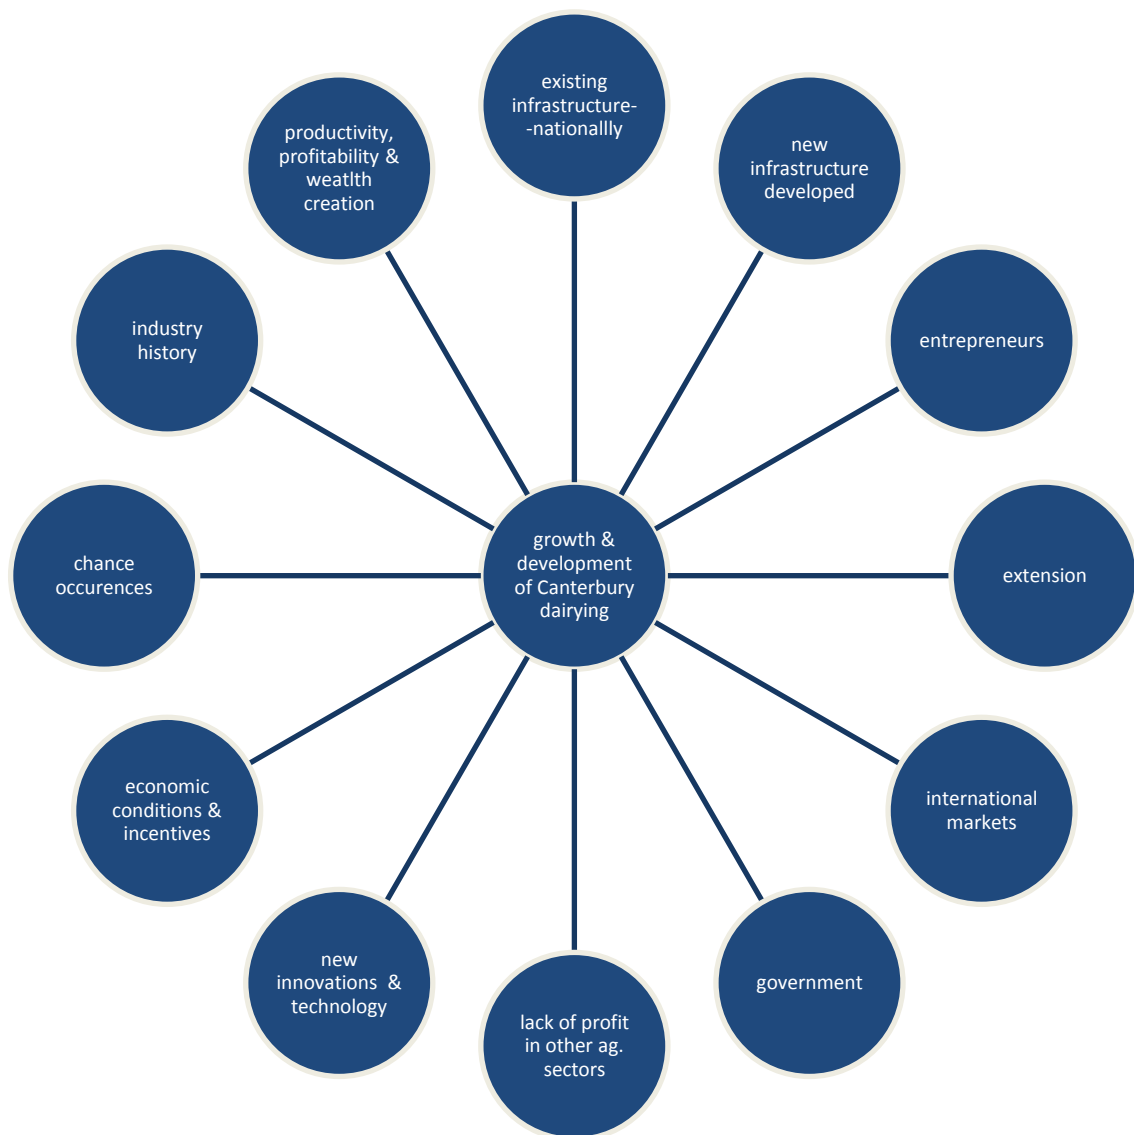 existing
infrastructure-
-nationallly
new
infrastructure
developed
entrepreneurs
extension
international
markets
government
lack of profit
in other ag.
sectors
new
innovations  &
technology
economic
conditions &
incentives
chance
occurences
industry
history
productivity,
profitability &
weatlth
creation
growth &
development
of Canterbury
dairying